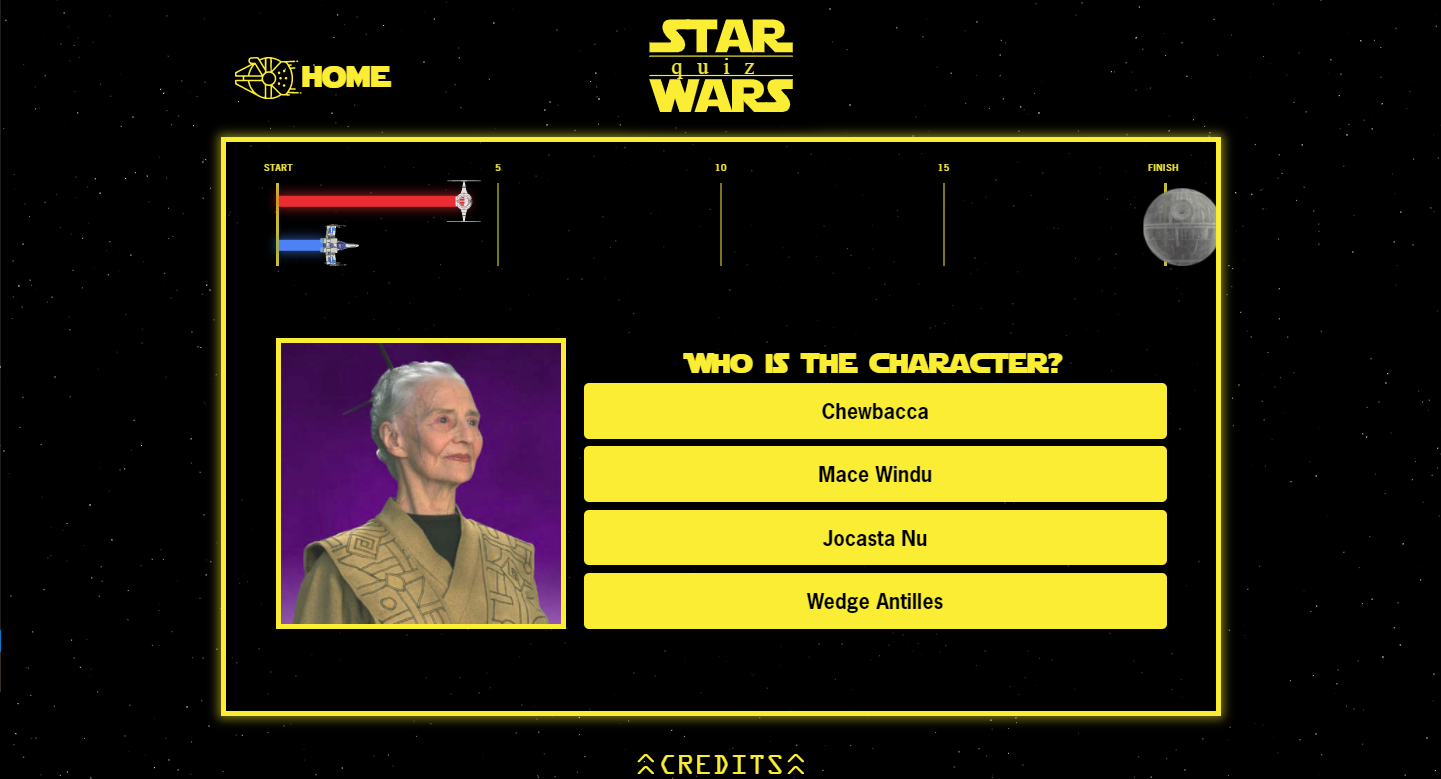 STAR
quiz
WARS
HOME
START 5 10 15 FINISH
WHO IS THE CHARACTER?
Chewbacca
Mace Windu
Jocasta Nu
Wedge Antilles
CREDITS